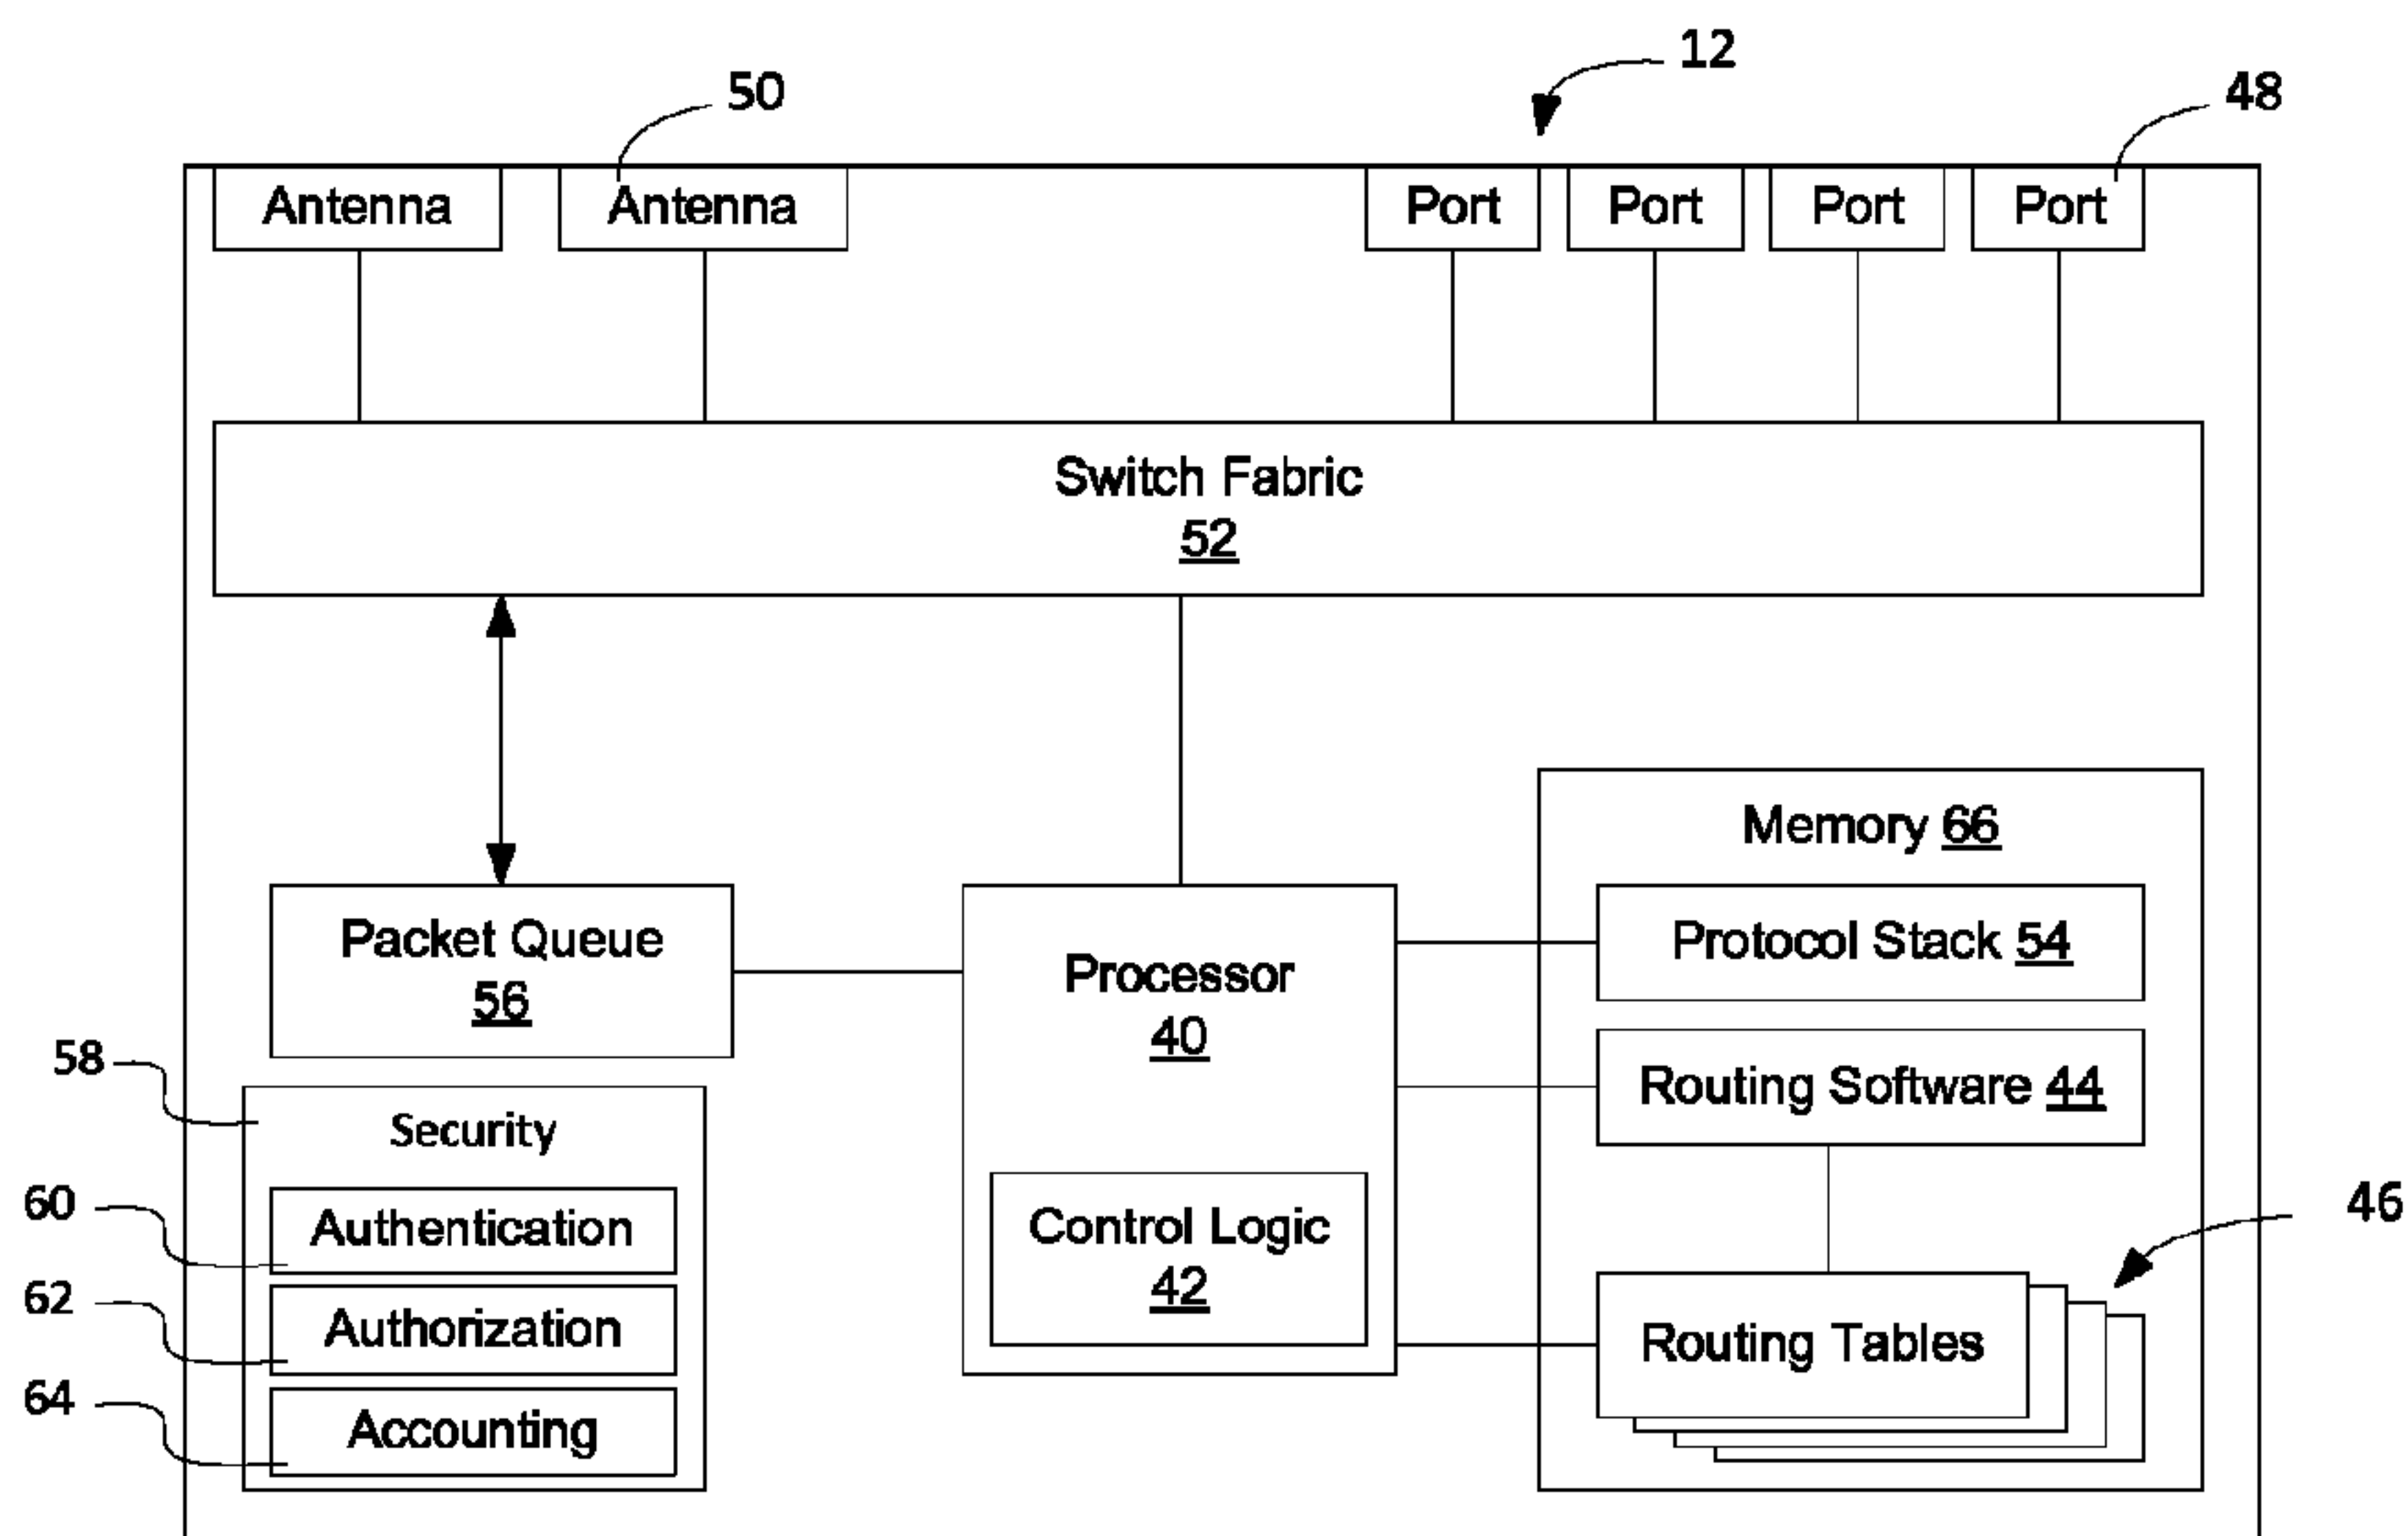 12
50
48
Antenna
Antenna
Port
Port
Port
Port
Switch Fabric
52
Memory 66
Packet Queue
56
Processor
40
Protocol Stack 54
Routing Software 44
58
Security
60
Authentication
62
Authorization
64
Accounting
Control Logic
42
46
Routing Tables